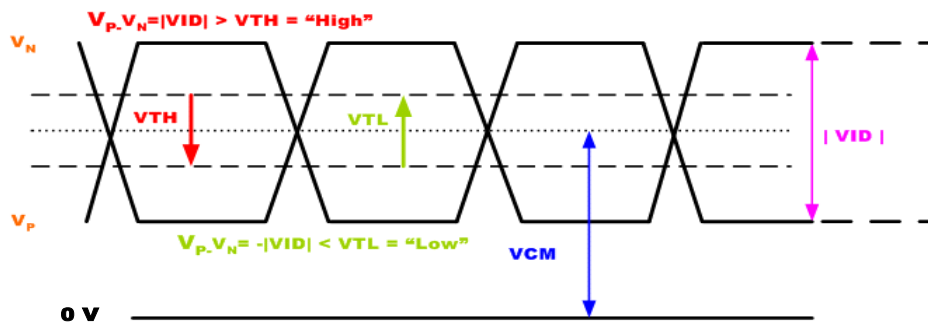 VP-VN=|VID| > VTH = “High”
VN
VTH
VTL
| VID |
VP
VP-VN= -|VID| < VTL = “Low”
VCM
0 V